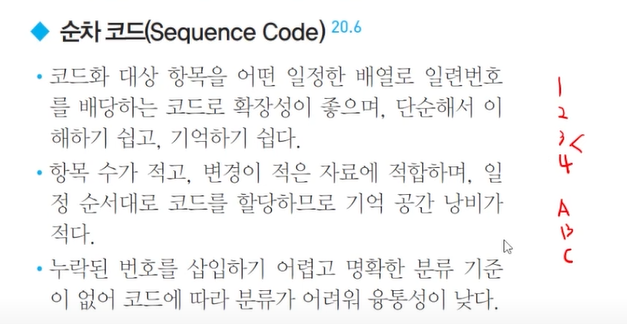 ◆ 순차 코드(Sequence Code) 20.6
• 코드화 대상 항목을 어떤 일정한 배열로 일련번호
를 배당하는 코드로 확장성이 좋으며, 단순해서 이
해하기 쉽고, 기억하기 쉽다.
• 항목 수가 적고, 변경이 적은 자료에 적합하며, 일
정 순서대로 코드를 할당하므로 기억 공간 낭비가
적다.
• 누락된 번호를 삽입하기 어렵고 명확한 분류 기준
이 없어 코드에 따라 분류가 어려워 융통성이 낮다.
1
2
3 <
4
A
B
C